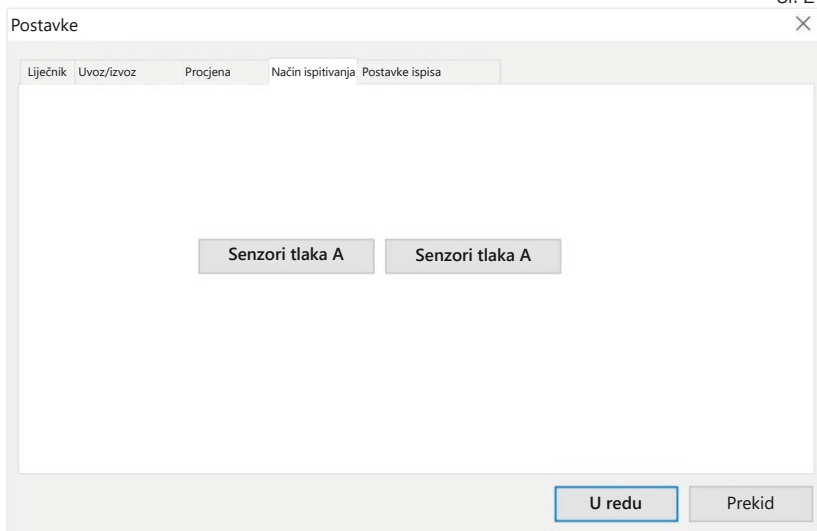 Postavke
Liječnik Uvoz/izvoz Procjena Način ispitivanja Postavke ispisa
Senzori tlaka A Senzori tlaka A
U redu Prekid